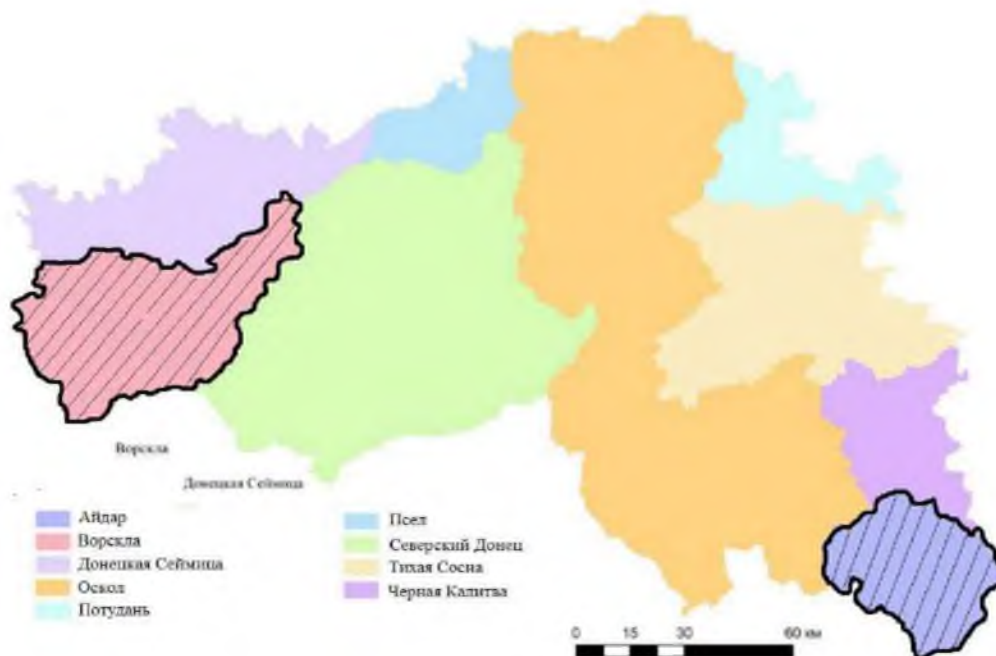 Ворскла
Донецкая Сеймица
Айдар
Ворскла
Донецкая Сеймица
Оскол
Потудань
Псел
Северский Донец
Тихая Сосна
Черная Калитва
0 15 30 60 км